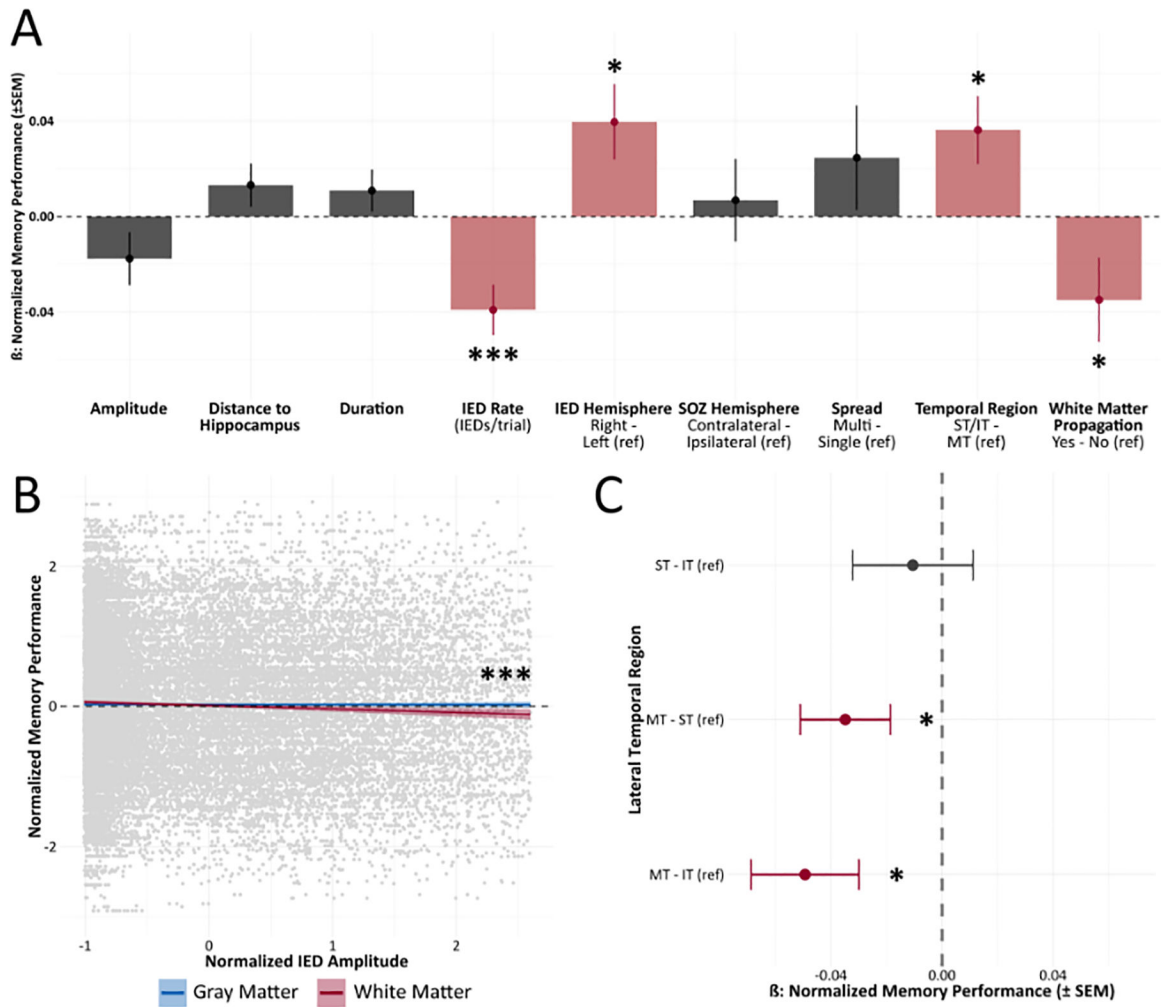 A
ß: Normalized Memory Performance (±SEM)
0.04
0.00
-0.04
*
*
***
*
Amplitude
Distance to
Hippocampus
Duration
IED Rate
(IEDs/trial)
IED Hemisphere
Right -
Left (ref)
SOZ Hemisphere
Contralateral -
Ipsilateral (ref)
Spread
Multi -
Single (ref)
Temporal Region
ST/IT -
MT (ref)
White Matter
Propagation
Yes - No (ref)
B
Normalized Memory Performance
2
0
-2
***
-1
0
1
2
Normalized IED Amplitude
Gray Matter
White Matter
C
Lateral Temporal Region
ST - IT (ref)
MT - ST (ref)
*
MT - IT (ref)
*
-0.04
0.00
0.04
ß: Normalized Memory Performance (± SEM)